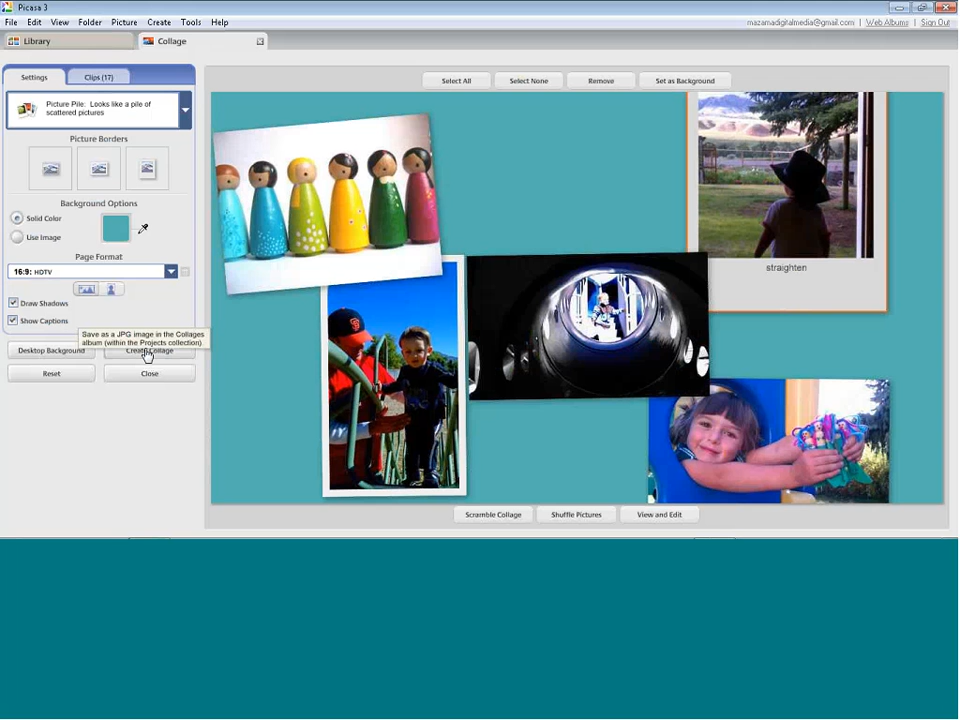 Picasa 3
File Edit View Folder Picture Create Tools Help
mazamadigitalmedia@gmail.com | Web Albums | Sign Out
Library
Collage
Settings
Clips (17)
Select All
Select None
Remove
Set as Background
Picture Pile: Looks like a pile of
scattered pictures
Picture Borders
Background Options
Solid Color
Use Image
Page Format
16:9: HDTV
Draw Shadows
Show Captions
Save as a JPG image in the Collages
album (within the Projects collection)
Desktop Background
Create Collage
Reset
Close
straighten
Scramble Collage
Shuffle Pictures
View and Edit